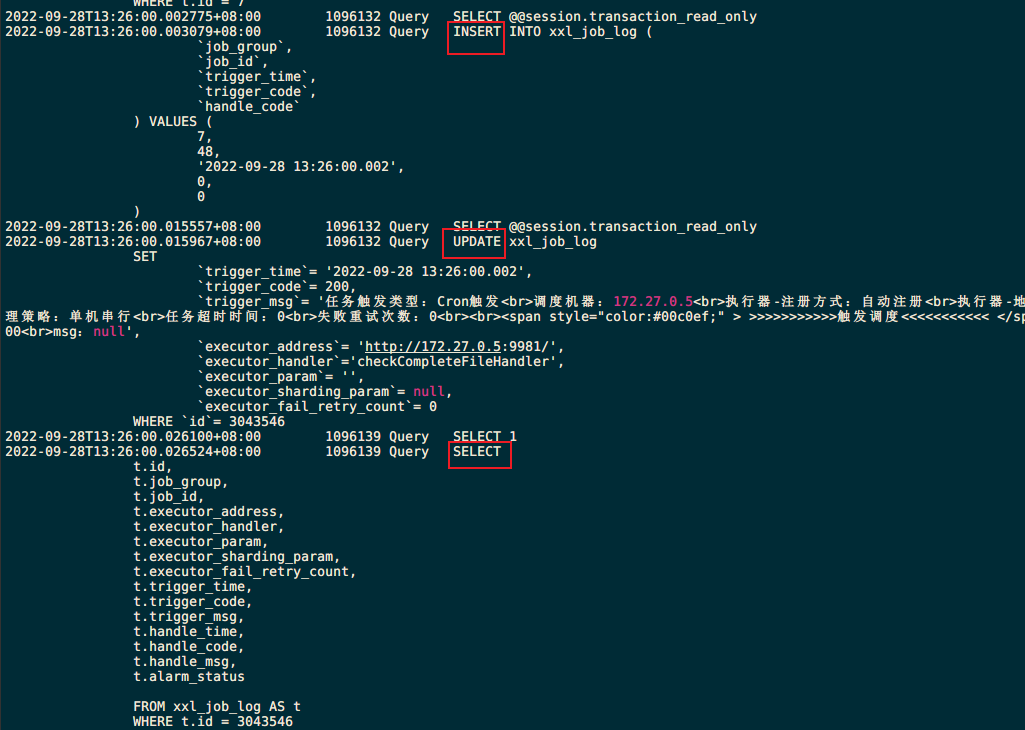 WHERE t.id = 7
2022-09-28T13:26:00.002775+08:00 1096132 Query SELECT @@session.transaction_read_only
2022-09-28T13:26:00.003079+08:00 1096132 Query INSERT INTO xxl_job_log (
`job_group`,
`job_id`,
`trigger_time`,
`trigger_code`,
`handle_code`
) VALUES (
7,
48,
'2022-09-28 13:26:00.002',
0,
0
)
2022-09-28T13:26:00.015557+08:00 1096132 Query SELECT @@session.transaction_read_only
2022-09-28T13:26:00.015967+08:00 1096132 Query UPDATE xxl_job_log
SET
`trigger_time`= '2022-09-28 13:26:00.002',
`trigger_code`= 200,
`trigger_msg`= '任务触发类型：Cron触发<br>调度机器：172.27.0.5<br>执行器-注册方式：自动注册<br>执行器-地
理策略：单机串行<br>任务超时时间：0<br>失败重试次数：0<br><br><span style="color:#00c0ef;" > >>>>>>>>>>>触发调度<<<<<<<<<<< </sp
00<br>msg：null',
`executor_address`= 'http://172.27.0.5:9981/',
`executor_handler`='checkCompleteFileHandler',
`executor_param`= '',
`executor_sharding_param`= null,
`executor_fail_retry_count`= 0
WHERE `id`= 3043546
2022-09-28T13:26:00.026100+08:00 1096139 Query SELECT 1
2022-09-28T13:26:00.026524+08:00 1096139 Query SELECT
t.id,
t.job_group,
t.job_id,
t.executor_address,
t.executor_handler,
t.executor_param,
t.executor_sharding_param,
t.executor_fail_retry_count,
t.trigger_time,
t.trigger_code,
t.trigger_msg,
t.handle_time,
t.handle_code,
t.handle_msg,
t.alarm_status
FROM xxl_job_log AS t
WHERE t.id = 3043546